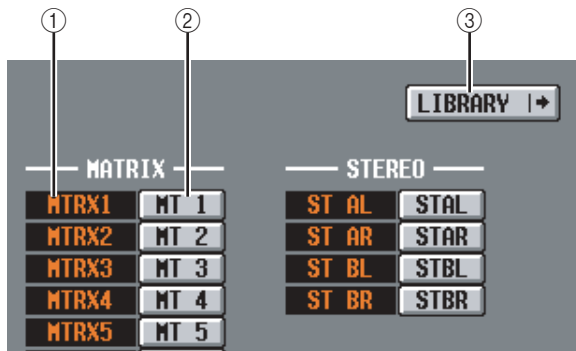 ① ② ③
LIBRARY
MATRIX STEREO
MTRX1 MT 1 ST AL STAL
MTRX2 MT 2 ST AR STAR
MTRX3 MT 3 ST BL STBL
MTRX4 MT 4 ST BR STBR
MTRX5 MT 5